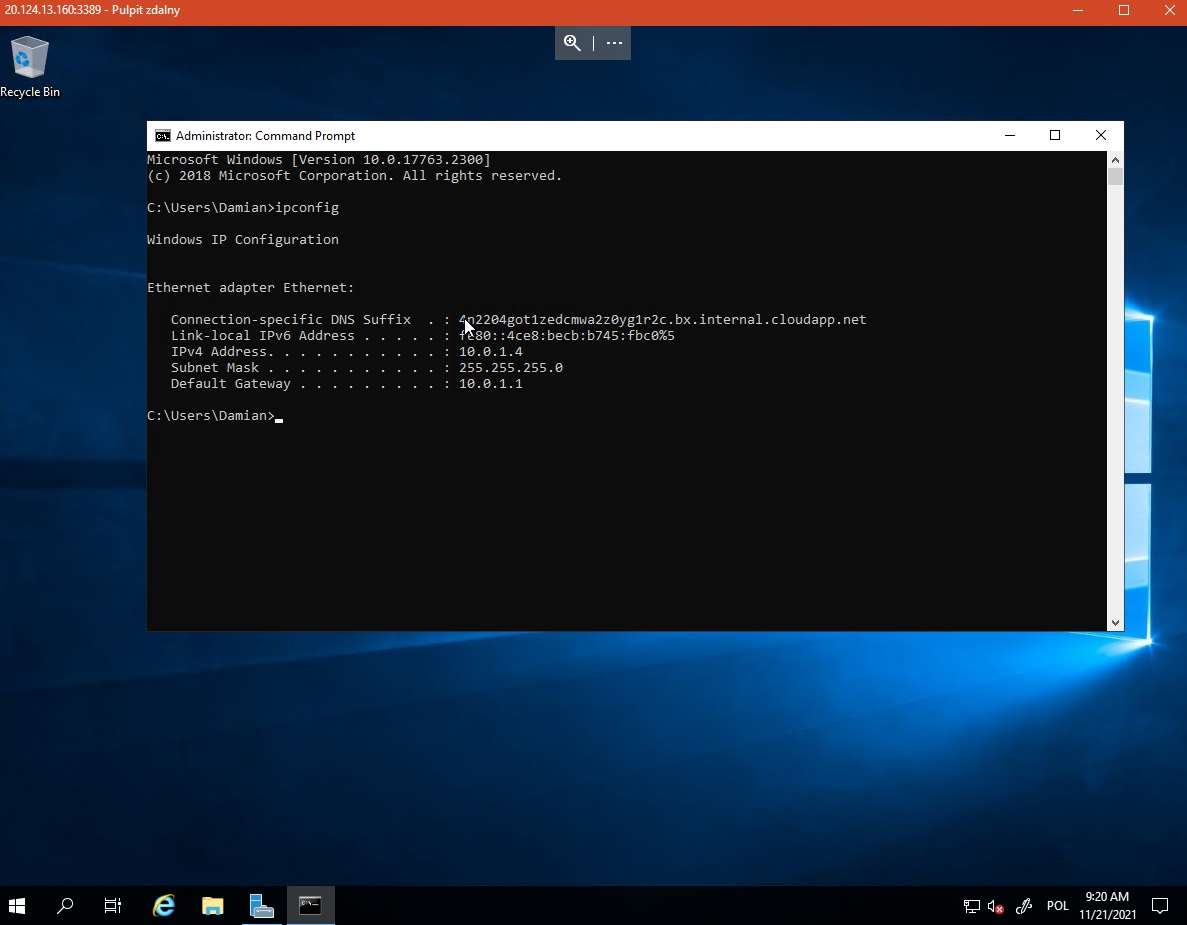 20.124.13.160:3389 - Pulpit zdalny
Recycle Bin
Administrator: Command Prompt
Microsoft Windows [Version 10.0.17763.2300]
(c) 2018 Microsoft Corporation. All rights reserved.
C:\Users\Damian>ipconfig
Windows IP Configuration
Ethernet adapter Ethernet:
Connection-specific DNS Suffix  . : 4n2204got1zedcmwa2z0yg1r2c.bx.internal.cloudapp.net
Link-local IPv6 Address . . . . . : fe80::4ce8:becb:b745:fbc0%5
IPv4 Address. . . . . . . . . . . : 10.0.1.4
Subnet Mask . . . . . . . . . . . : 255.255.255.0
Default Gateway . . . . . . . . . : 10.0.1.1
C:\Users\Damian>
POL
9:20 AM
11/21/2021